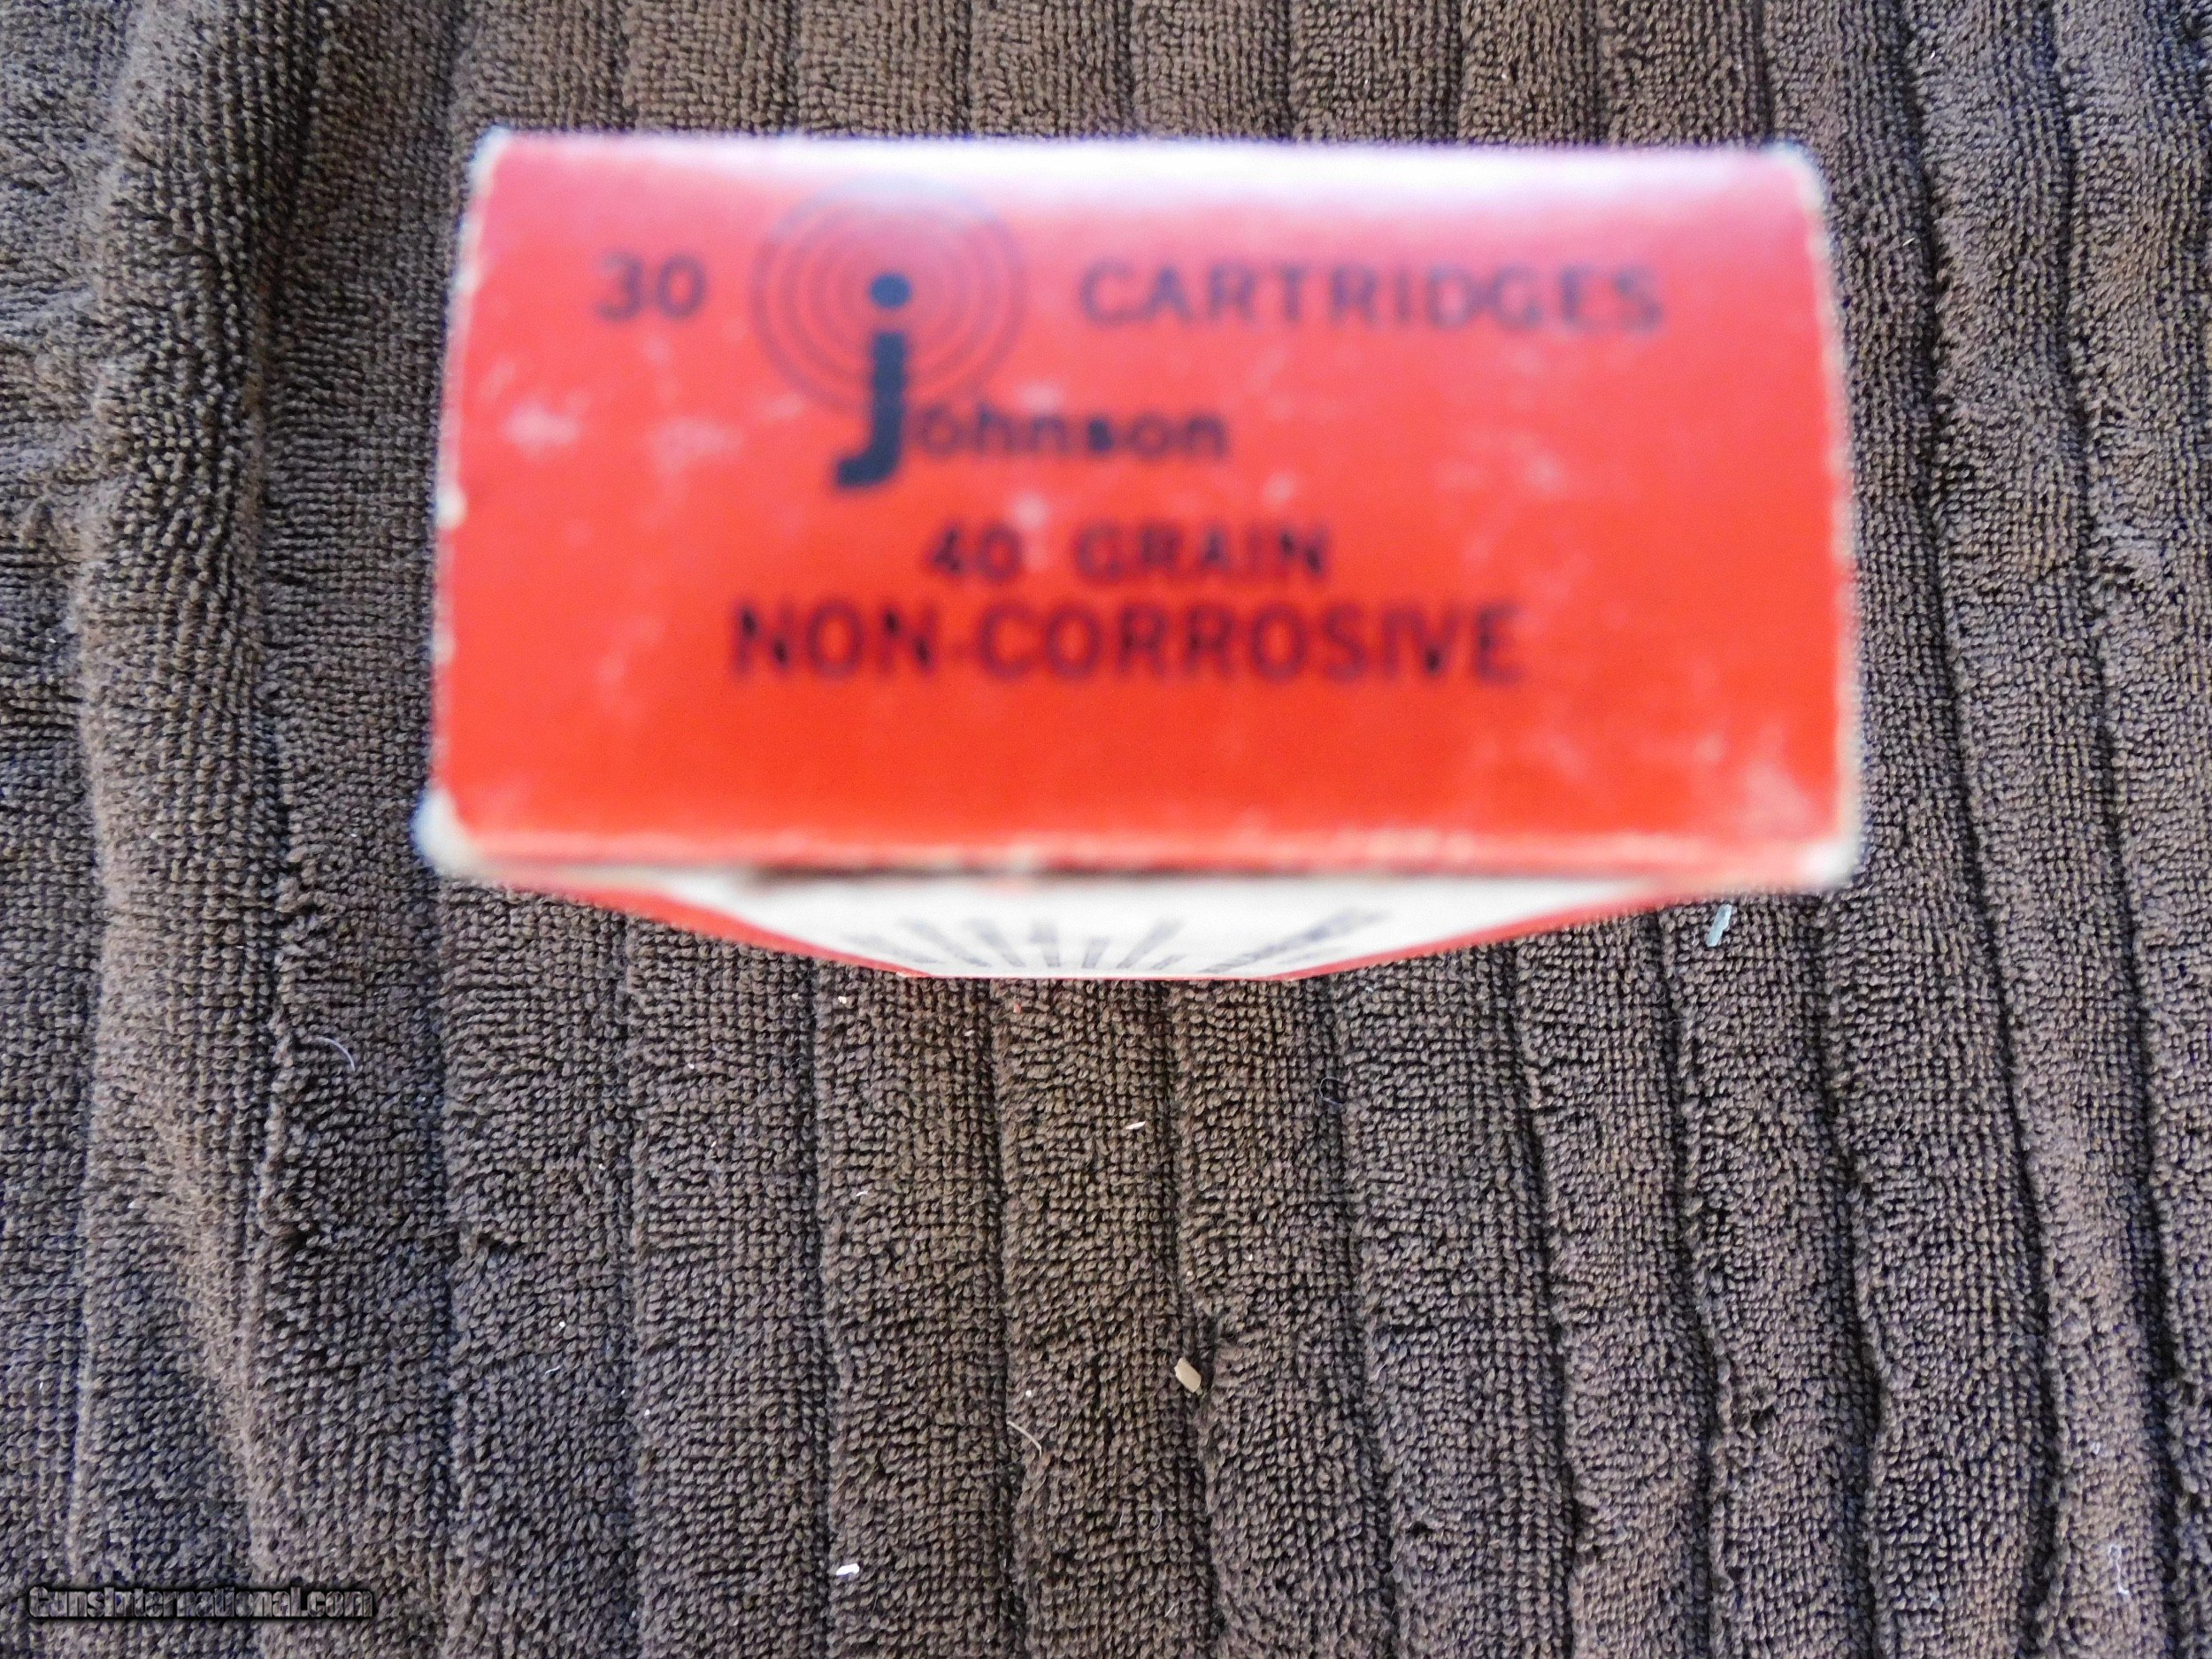 30 CARTRIDGES
Johnson
40 GRAIN
NON-CORROSIVE
GunsInternational.com